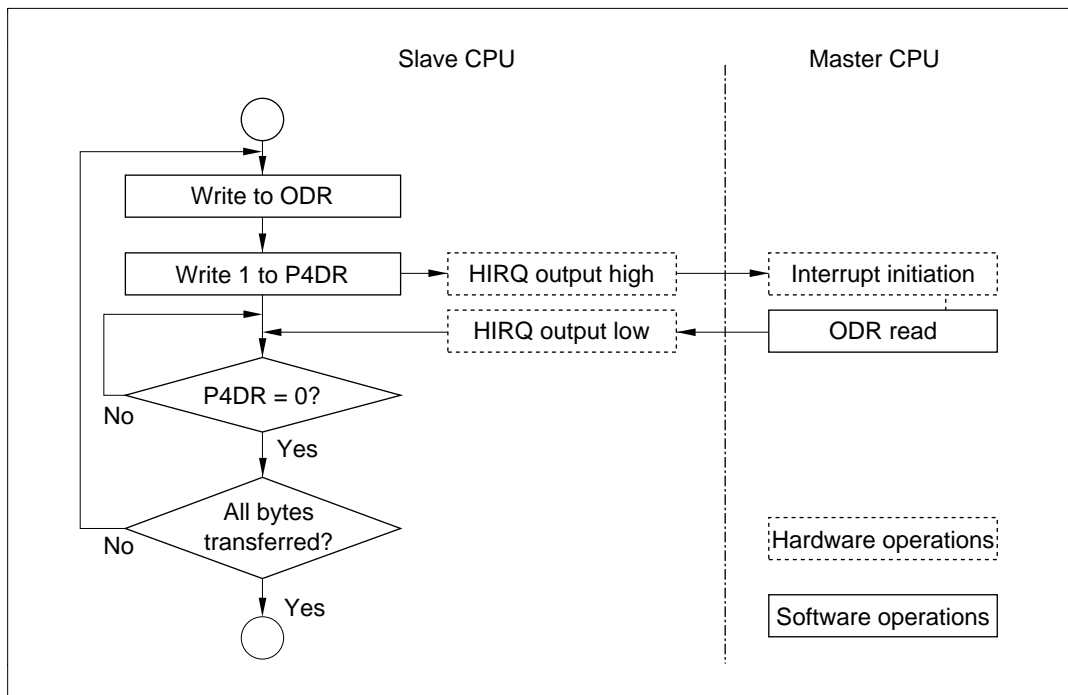 Slave CPU
Master CPU
Write to ODR
Write 1 to P4DR
HIRQ output high
Interrupt initiation
HIRQ output low
ODR read
P4DR = 0?
No
Yes
All bytes
transferred?
No
Yes
Hardware operations
Software operations